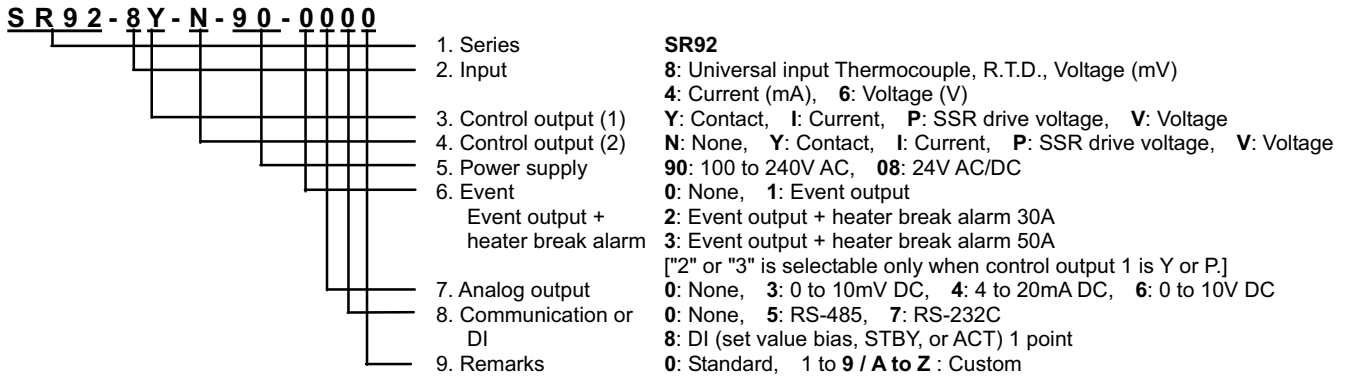 SR92-8Y-N-90-0000
1. Series SR92
2. Input 8: Universal input Thermocouple, R.T.D., Voltage (mV)
4: Current (mA), 6: Voltage (V)
3. Control output (1) Y: Contact, I: Current, P: SSR drive voltage, V: Voltage
4. Control output (2) N: None, Y: Contact, I: Current, P: SSR drive voltage, V: Voltage
5. Power supply 90: 100 to 240V AC, 08: 24V AC/DC
6. Event 0: None, 1: Event output
Event output + 2: Event output + heater break alarm 30A
heater break alarm 3: Event output + heater break alarm 50A
["2" or "3" is selectable only when control output 1 is Y or P.]
7. Analog output 0: None, 3: 0 to 10mV DC, 4: 4 to 20mA DC, 6: 0 to 10V DC
8. Communication or 0: None, 5: RS-485, 7: RS-232C
DI 8: DI (set value bias, STBY, or ACT) 1 point
9. Remarks 0: Standard, 1 to 9 / A to Z : Custom